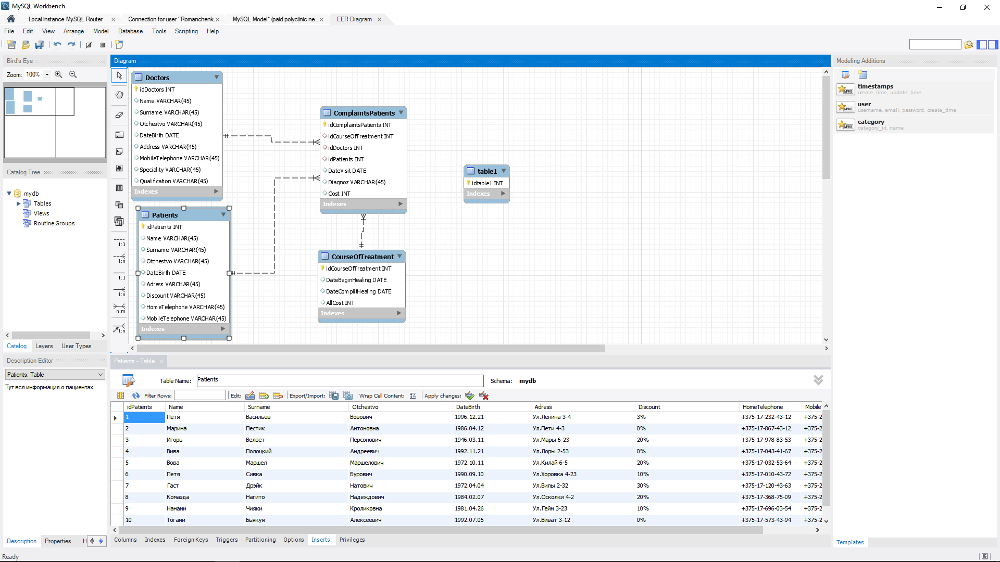 MySQL Workbench
Local instance MySQL Router
Connection for user "Romanchenk...
MySQL Model* (paid polyclinic ne...
EER Diagram
File Edit View Arrange Model Database Tools Scripting Help
Bird's Eye
Zoom: 100%
Catalog Tree
mydb
Tables
Views
Routine Groups
Catalog Layers User Types
Description Editor
Patients: Table
Тут вся информация о пациентах
Description Properties H
Ready
Diagram
1:1
1:n
1:1
1:n
n:m
1:n
Doctors
idDoctors INT
Name VARCHAR(45)
Surname VARCHAR(45)
Otchestvo VARCHAR(45)
DateBirth DATE
Address VARCHAR(45)
MobileTelephone VARCHAR(45)
Speciality VARCHAR(45)
Qualification VARCHAR(45)
Indexes
Patients
idPatients INT
Name VARCHAR(45)
Surname VARCHAR(45)
Otchestvo VARCHAR(45)
DateBirth DATE
Adress VARCHAR(45)
Discount VARCHAR(45)
HomeTelephone VARCHAR(45)
MobileTelephone VARCHAR(45)
Indexes
ComplaintsPatients
idComplaintsPatients INT
idCourseOfTreatment INT
idDoctors INT
idPatients INT
DateVisit DATE
Diagnoz VARCHAR(45)
Cost INT
Indexes
CourseOfTreatment
idCourseOfTreatment INT
DateBeginHealing DATE
DateComplitHealing DATE
AllCost INT
Indexes
table1
idtable1 INT
Indexes
Modeling Additions
MWB timestamps
create_time, update_time
MWB user
username, email, password, create_time
MWB category
category_id, name
Templates
Patients - Table
Table Name: Patients Schema: mydb
Filter Rows: Edit: Export/Import: Wrap Cell Content: Apply changes:
idPatients Name Surname Otchestvo DateBirth Adress Discount HomeTelephone MobileT
1 Петя Васильев Вовович 1996.12.21 Ул.Ленина 3-4 3% +375-17-232-43-12 +375-2
2 Марина Пестик Антоновна 1986.04.12 Ул.Пети 4-3 0% +375-17-867-43-12 +375-2
3 Игорь Велвет Персонович 1946.03.11 Ул.Мары 6-23 20% +375-17-978-83-53 +375-2
4 Вива Полоцкий Андреевич 1992.11.21 Ул.Лоры 2-53 0% +375-17-043-41-67 +375-2
5 Вова Маршел Маршелович 1972.10.11 Ул.Килай 6-5 20% +375-17-032-53-64 +375-2
6 Петя Сивка Бурович 1990.09.10 Ул.Хоровка 4-23 10% +375-17-010-43-72 +375-2
7 Гаст Дрэйк Натович 1972.04.04 Ул.Вилы 2-32 30% +375-17-120-43-63 +375-2
8 Комаэда Нагито Надеждович 1984.02.07 Ул.Осколки 4-2 20% +375-17-368-75-09 +375-2
9 Нанами Чияки Кроликовна 1981.04.26 Ул.Гейм 3-23 10% +375-17-696-03-54 +375-2
10 Тогами Бьякуя Алексеевич 1992.07.05 Ул.Виват 3-12 0% +375-17-573-43-94 +375-2
Columns Indexes Foreign Keys Triggers Partitioning Options Inserts Privileges